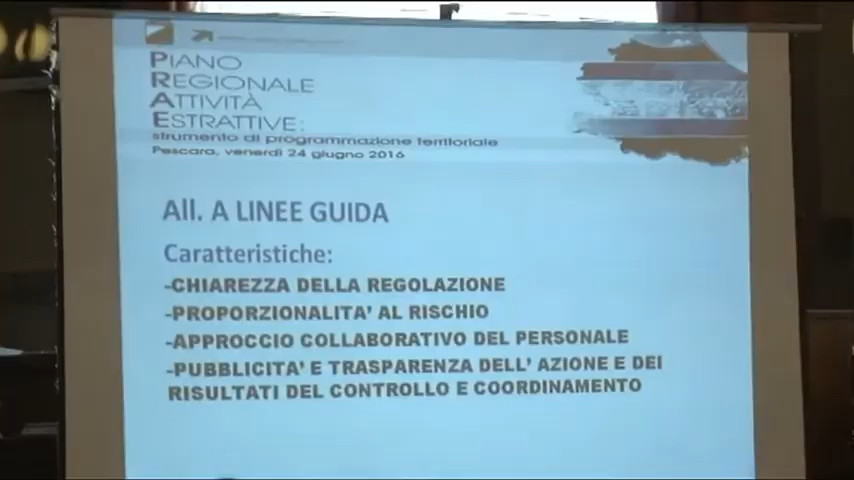 PIANO
REGIONALE
ATTIVITÀ
ESTRATTIVE:
strumento di programmazione territoriale
Pescara, venerdì 24 giugno 2016
All. A LINEE GUIDA
Caratteristiche:
-CHIAREZZA DELLA REGOLAZIONE
-PROPORZIONALITA' AL RISCHIO
-APPROCCIO COLLABORATIVO DEL PERSONALE
-PUBBLICITA' E TRASPARENZA DELL' AZIONE E DEI
RISULTATI DEL CONTROLLO E COORDINAMENTO